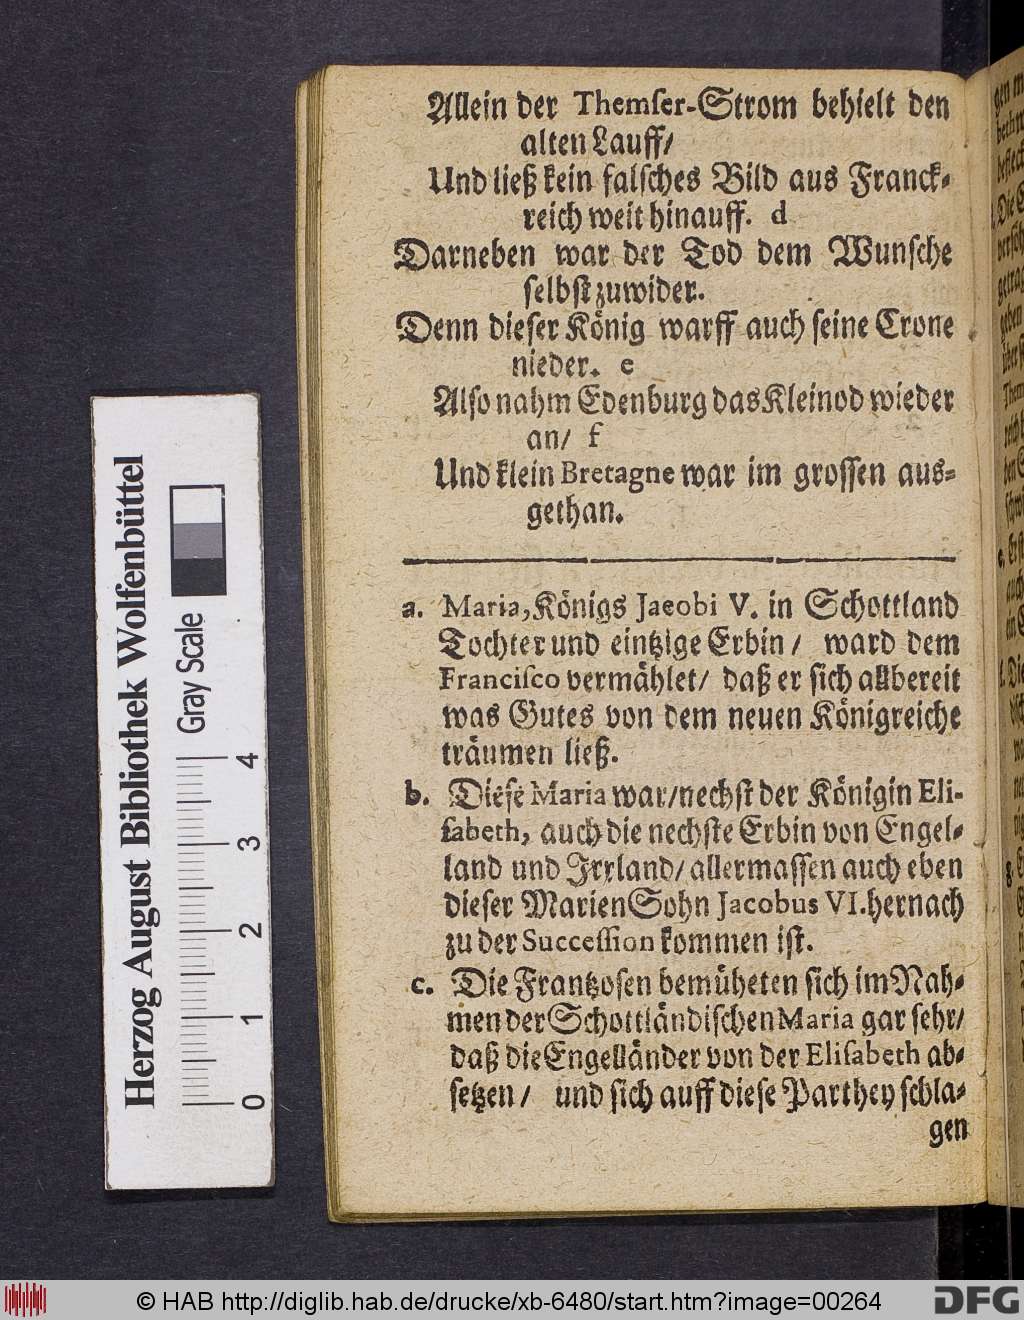 Allein der Themſer-Strom behielt den
alten Lauff/
Und ließ kein falſches Bild aus Franck-
reich weit hinauff. d
Darneben war der Tod dem Wunſche
ſelbſt zuwider.
Denn dieſer König warff auch ſeine Crone
nieder. e
Alſo nahm Edenburg das Kleinod wieder
an/ f
Und klein Bretagne war im groſſen aus-
gethan.
a. Maria, Königs Jacobi V. in Schottland
Tochter und eintzige Erbin/ ward dem
Franciſco vermählet/ daß er ſich allbereit
was Gutes von dem neuen Königreiche
träumen ließ.
b. Dieſe Maria war/ nechſt der Königin Eli-
ſabeth, auch die nechſte Erbin von Engel-
land und Irrland/ allermaſſen auch eben
dieſer Marien Sohn Jacobus VI. hernach
zu der Succeſſion kommen iſt.
c. Die Frantzoſen bemüheten ſich im Nah-
men der Schottländiſchen Maria gar ſehr/
daß die Engelländer von der Eliſabeth ab-
ſetzen/ und ſich auff dieſe Parthey ſchla-
gen
Herzog August Bibliothek Wolfenbüttel
Gray Scale
0 1 2 3 4
© HAB http://diglib.hab.de/drucke/xb-6480/start.htm?image=00264
DFG